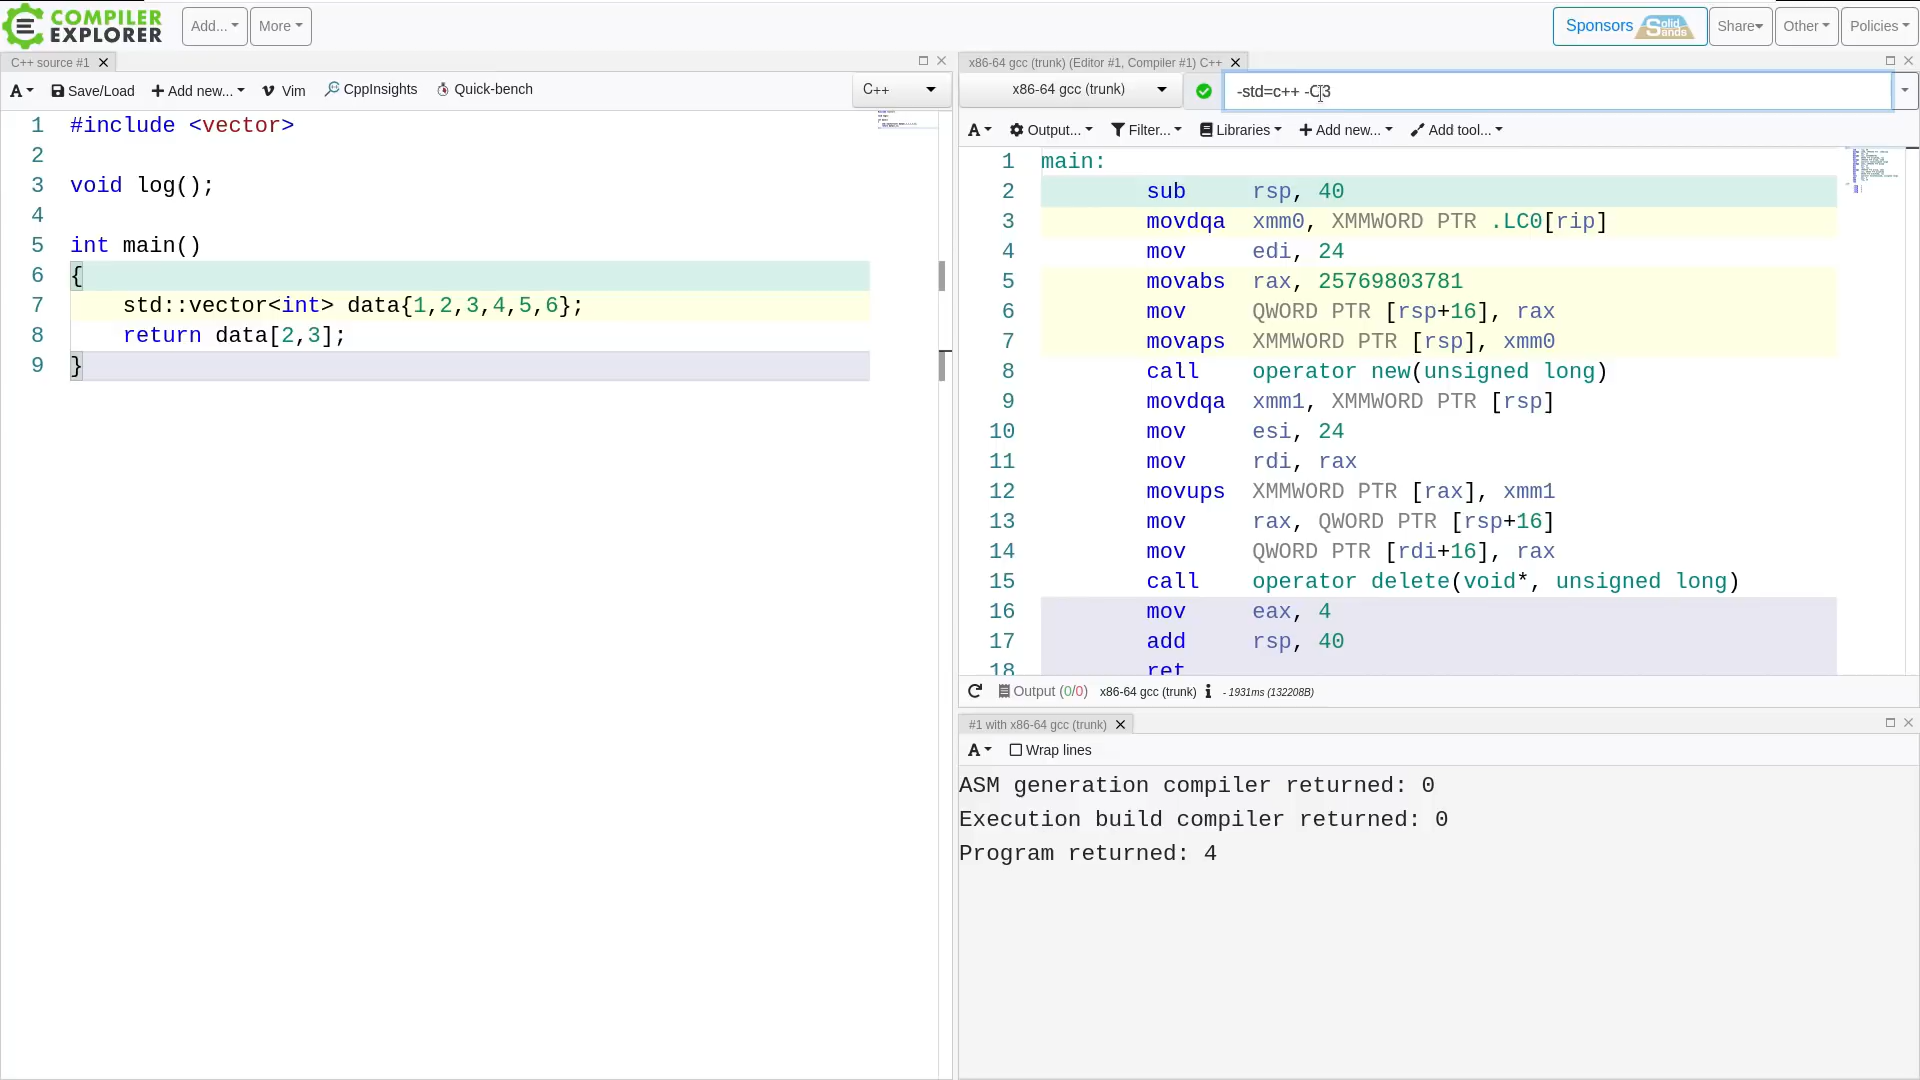 COMPILER
EXPLORER
Add...
More
Sponsors
Solid
Sands
Share
Other
Policies
C++ source #1
x86-64 gcc (trunk) (Editor #1, Compiler #1) C++
A
Save/Load
Add new...
Vim
CppInsights
Quick-bench
C++
x86-64 gcc (trunk)
-std=c++ -O3
A
Output...
Filter...
Libraries
Add new...
Add tool...
1 #include <vector>
2
3 void log();
4
5 int main()
6 {
7 std::vector<int> data{1,2,3,4,5,6};
8 return data[2,3];
9 }
1 main:
2 sub rsp, 40
3 movdqa xmm0, XMMWORD PTR .LC0[rip]
4 mov edi, 24
5 movabs rax, 25769803781
6 mov QWORD PTR [rsp+16], rax
7 movaps XMMWORD PTR [rsp], xmm0
8 call operator new(unsigned long)
9 movdqa xmm1, XMMWORD PTR [rsp]
10 mov esi, 24
11 mov rdi, rax
12 movups XMMWORD PTR [rax], xmm1
13 mov rax, QWORD PTR [rsp+16]
14 mov QWORD PTR [rdi+16], rax
15 call operator delete(void*, unsigned long)
16 mov eax, 4
17 add rsp, 40
18 ret
Output (0/0) x86-64 gcc (trunk) i - 1931ms (132208B)
#1 with x86-64 gcc (trunk)
A
Wrap lines
ASM generation compiler returned: 0
Execution build compiler returned: 0
Program returned: 4